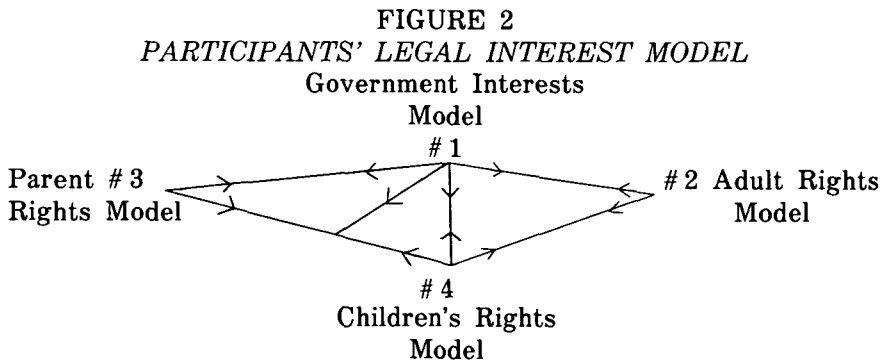 FIGURE 2
PARTICIPANTS' LEGAL INTEREST MODEL
Government Interests
Model
# 1
Parent # 3
Rights Model
# 2 Adult Rights
Model
# 4
Children's Rights
Model